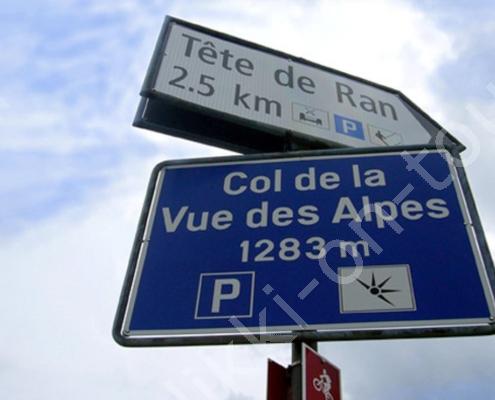 Tête de Ran
2.5 km P
Col de la
Vue des Alpes
1283 m
P